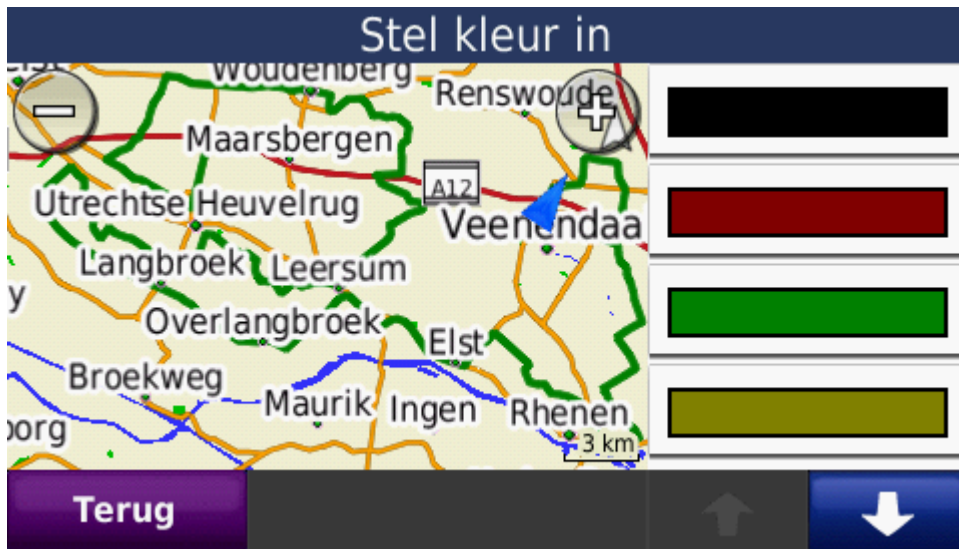 Stel kleur in
Woudenberg
Renswoude
Maarsbergen
A12
Utrechtse Heuvelrug
Veenendaa
Langbroek
Leersum
Overlangbroek
Elst
Broekweg
Maurik
Ingen
Rhenen
3 km
Terug